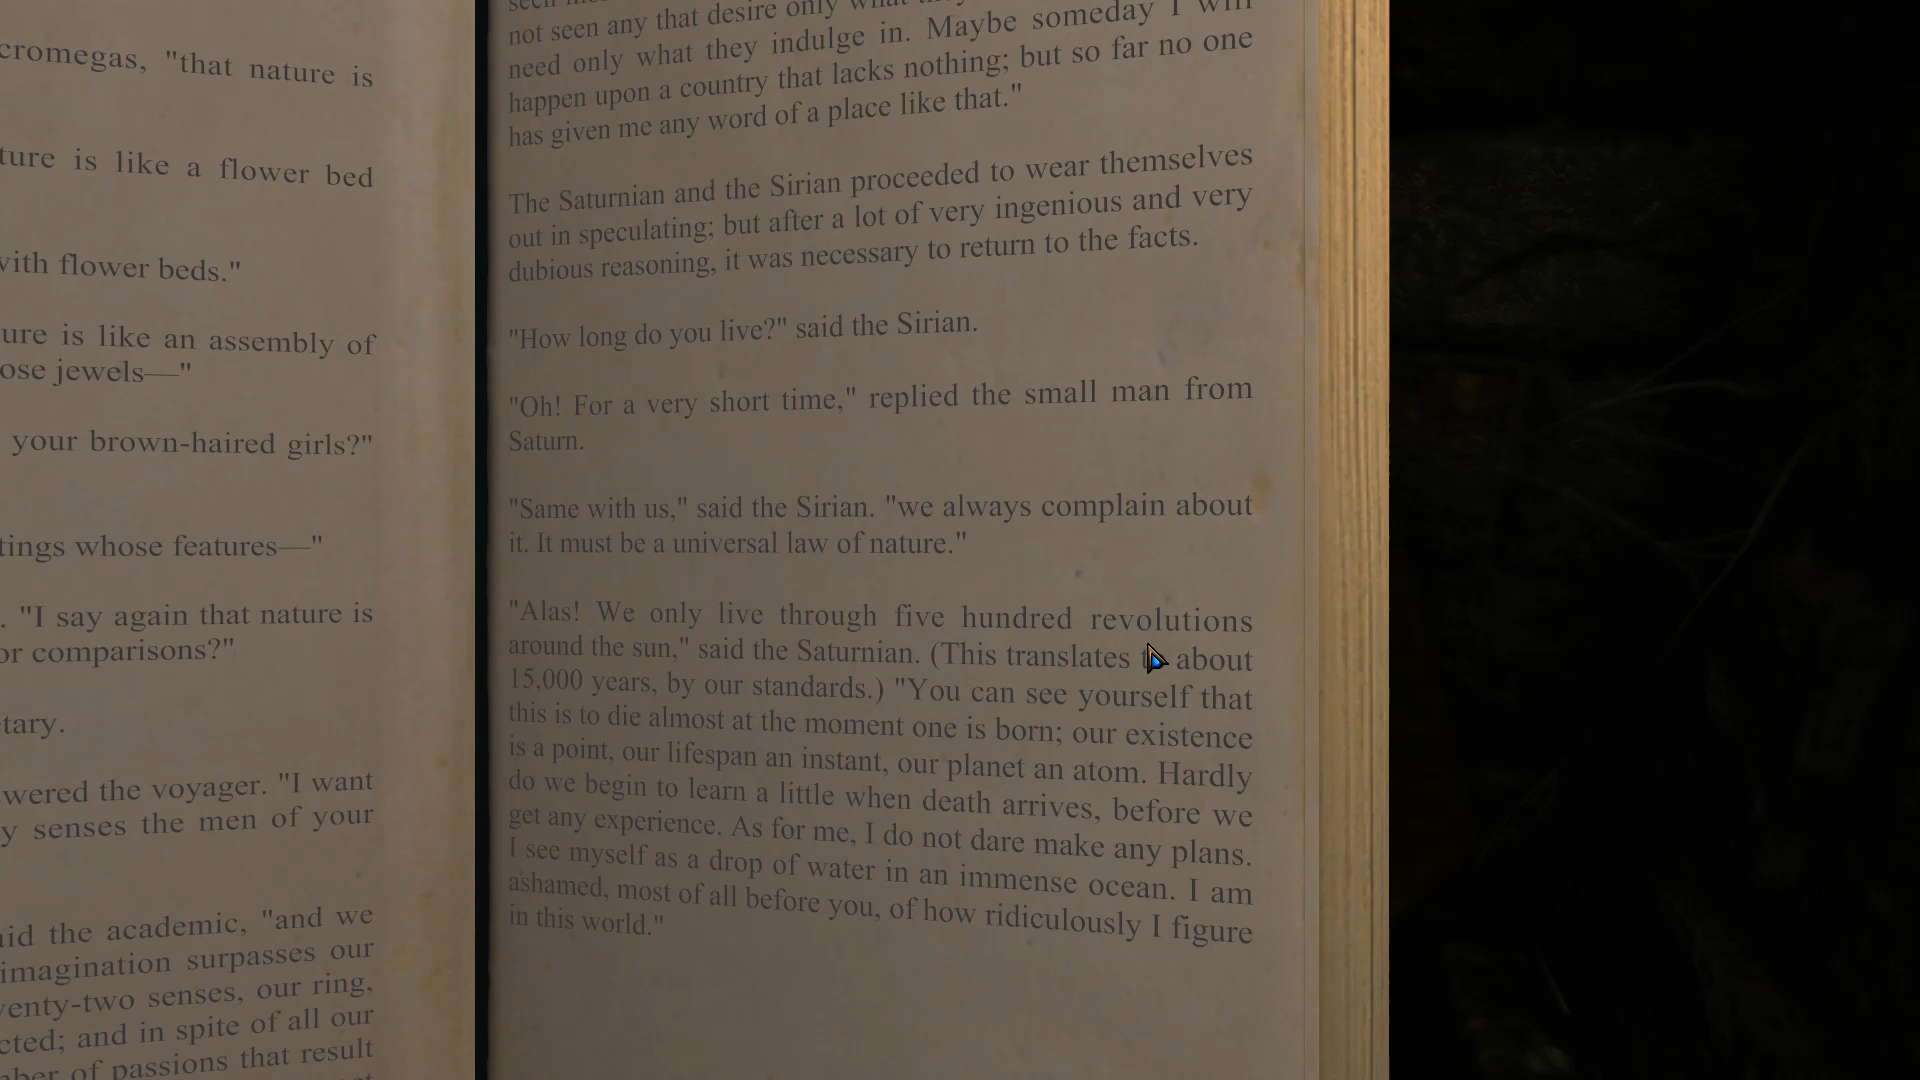 cromegas, "that nature is
ture is like a flower bed
with flower beds."
ure is like an assembly of
ose jewels—"
your brown-haired girls?"
tings whose features—"
. "I say again that nature is
or comparisons?"
etary.
wered the voyager. "I want
y senses the men of your
aid the academic, "and we
imagination surpasses our
venty-two senses, our ring,
cted; and in spite of all our
mber of passions that result
not seen any that desire only what
need only what they indulge in. Maybe someday I will
happen upon a country that lacks nothing; but so far no one
has given me any word of a place like that."
The Saturnian and the Sirian proceeded to wear themselves
out in speculating; but after a lot of very ingenious and very
dubious reasoning, it was necessary to return to the facts.
"How long do you live?" said the Sirian.
"Oh! For a very short time," replied the small man from
Saturn.
"Same with us," said the Sirian. "we always complain about
it. It must be a universal law of nature."
"Alas! We only live through five hundred revolutions
around the sun," said the Saturnian. (This translates to about
15,000 years, by our standards.) "You can see yourself that
this is to die almost at the moment one is born; our existence
is a point, our lifespan an instant, our planet an atom. Hardly
do we begin to learn a little when death arrives, before we
get any experience. As for me, I do not dare make any plans.
I see myself as a drop of water in an immense ocean. I am
ashamed, most of all before you, of how ridiculously I figure
in this world."